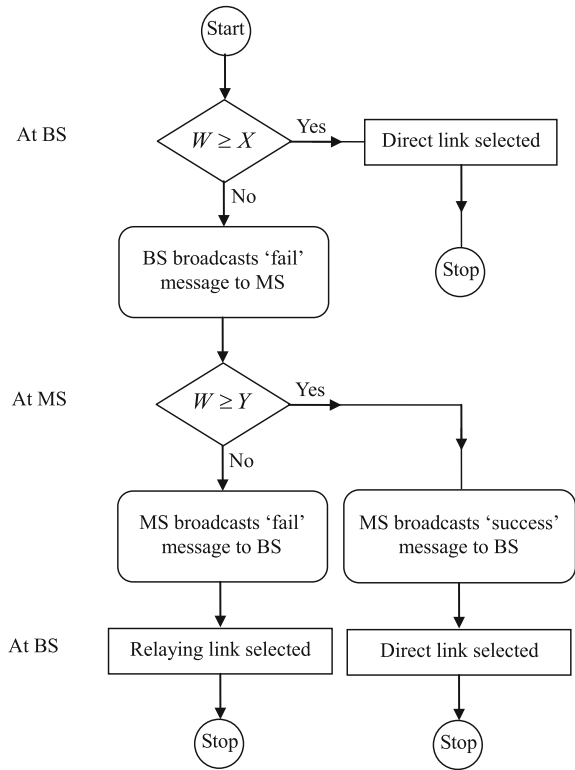 Start
At BS
W ≥ X
Yes
Direct link selected
No
BS broadcasts ‘fail’
message to MS
Stop
At MS
W ≥ Y
Yes
No
MS broadcasts ‘fail’
message to BS
MS broadcasts ‘success’
message to BS
At BS
Relaying link selected
Direct link selected
Stop
Stop